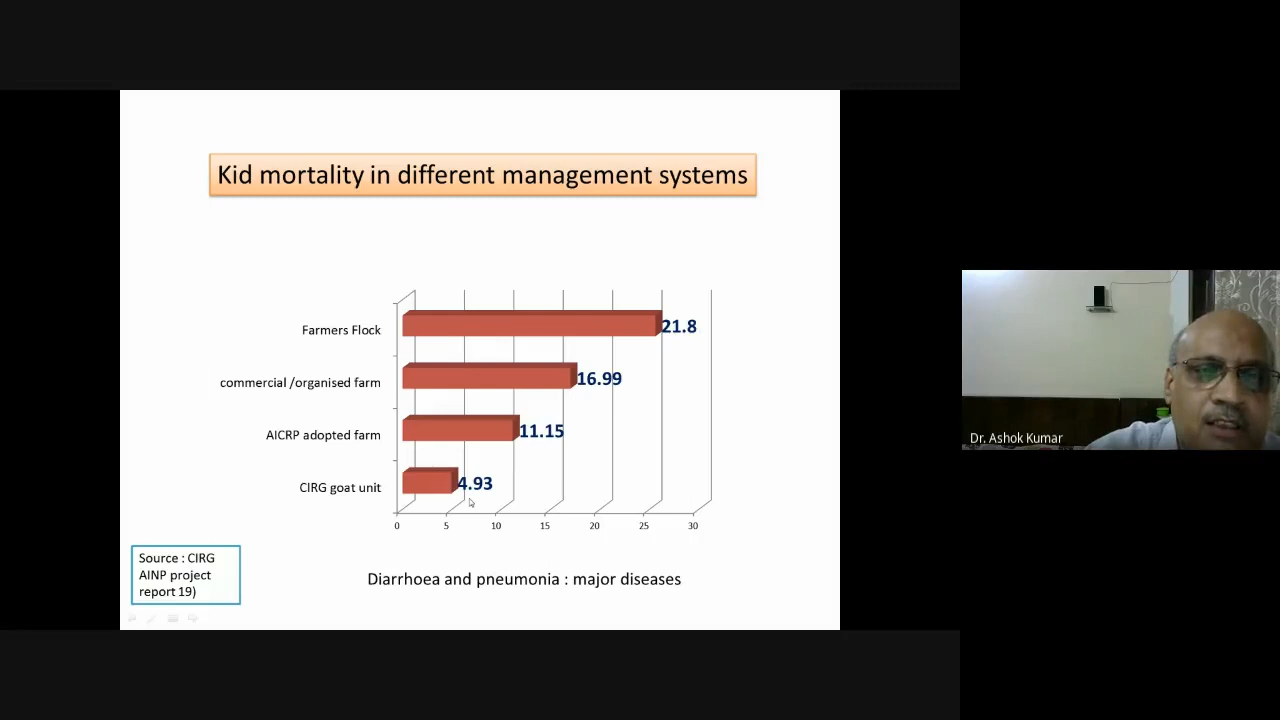 Kid mortality in different management systems
Farmers Flock
21.8
commercial /organised farm
16.99
AICRP adopted farm
11.15
CIRG goat unit
4.93
0 5 10 15 20 25 30
Source : CIRG
AINP project
report 19)
Diarrhoea and pneumonia : major diseases
Dr. Ashok Kumar